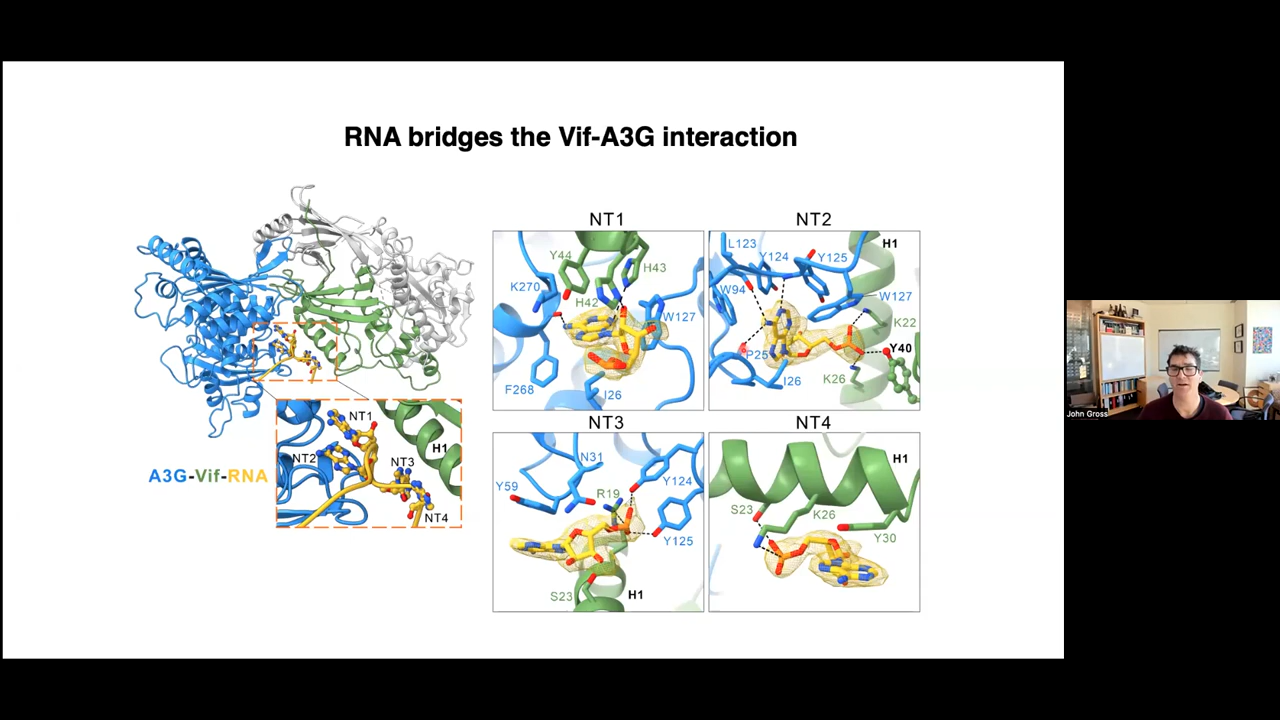 RNA bridges the Vif-A3G interaction
A3G-Vif-RNA
NT1
NT2
H1
NT3
NT4
NT1
Y44
H43
K270
H42
W127
F268
I26
NT2
L123
H1
Y124
Y125
W94
W127
K22
P25
Y40
I26
K26
NT3
N31
Y59
R19
Y124
Y125
S23
H1
NT4
H1
S23
K26
Y30
John Gross